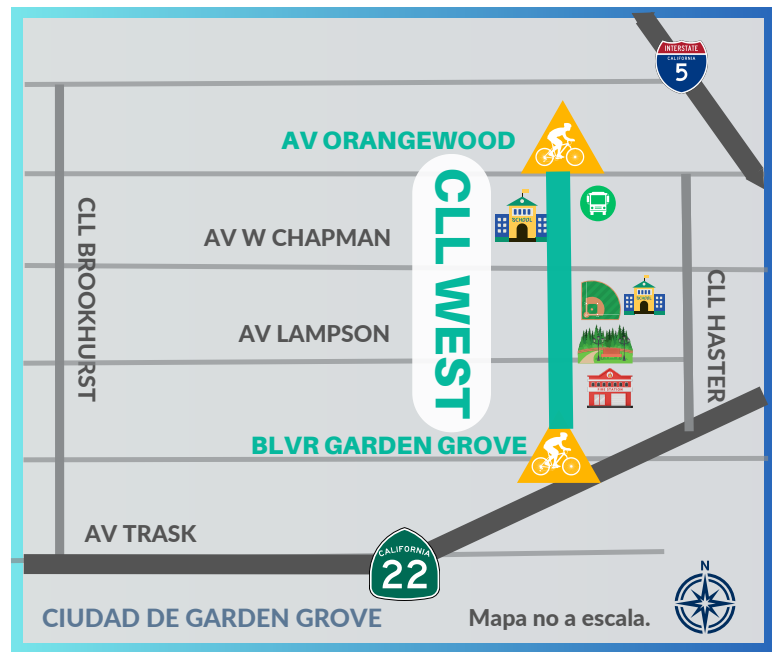 INTERSTATE
CALIFORNIA
5
AV ORANGEWOOD
CLL WEST
SCHOOL
AV W CHAPMAN
CLL BROOKHURST
SCHOOL
CLL HASTER
AV LAMPSON
FIRE STATION
BLVR GARDEN GROVE
AV TRASK
CALIFORNIA
22
N
CIUDAD DE GARDEN GROVE
Mapa no a escala.